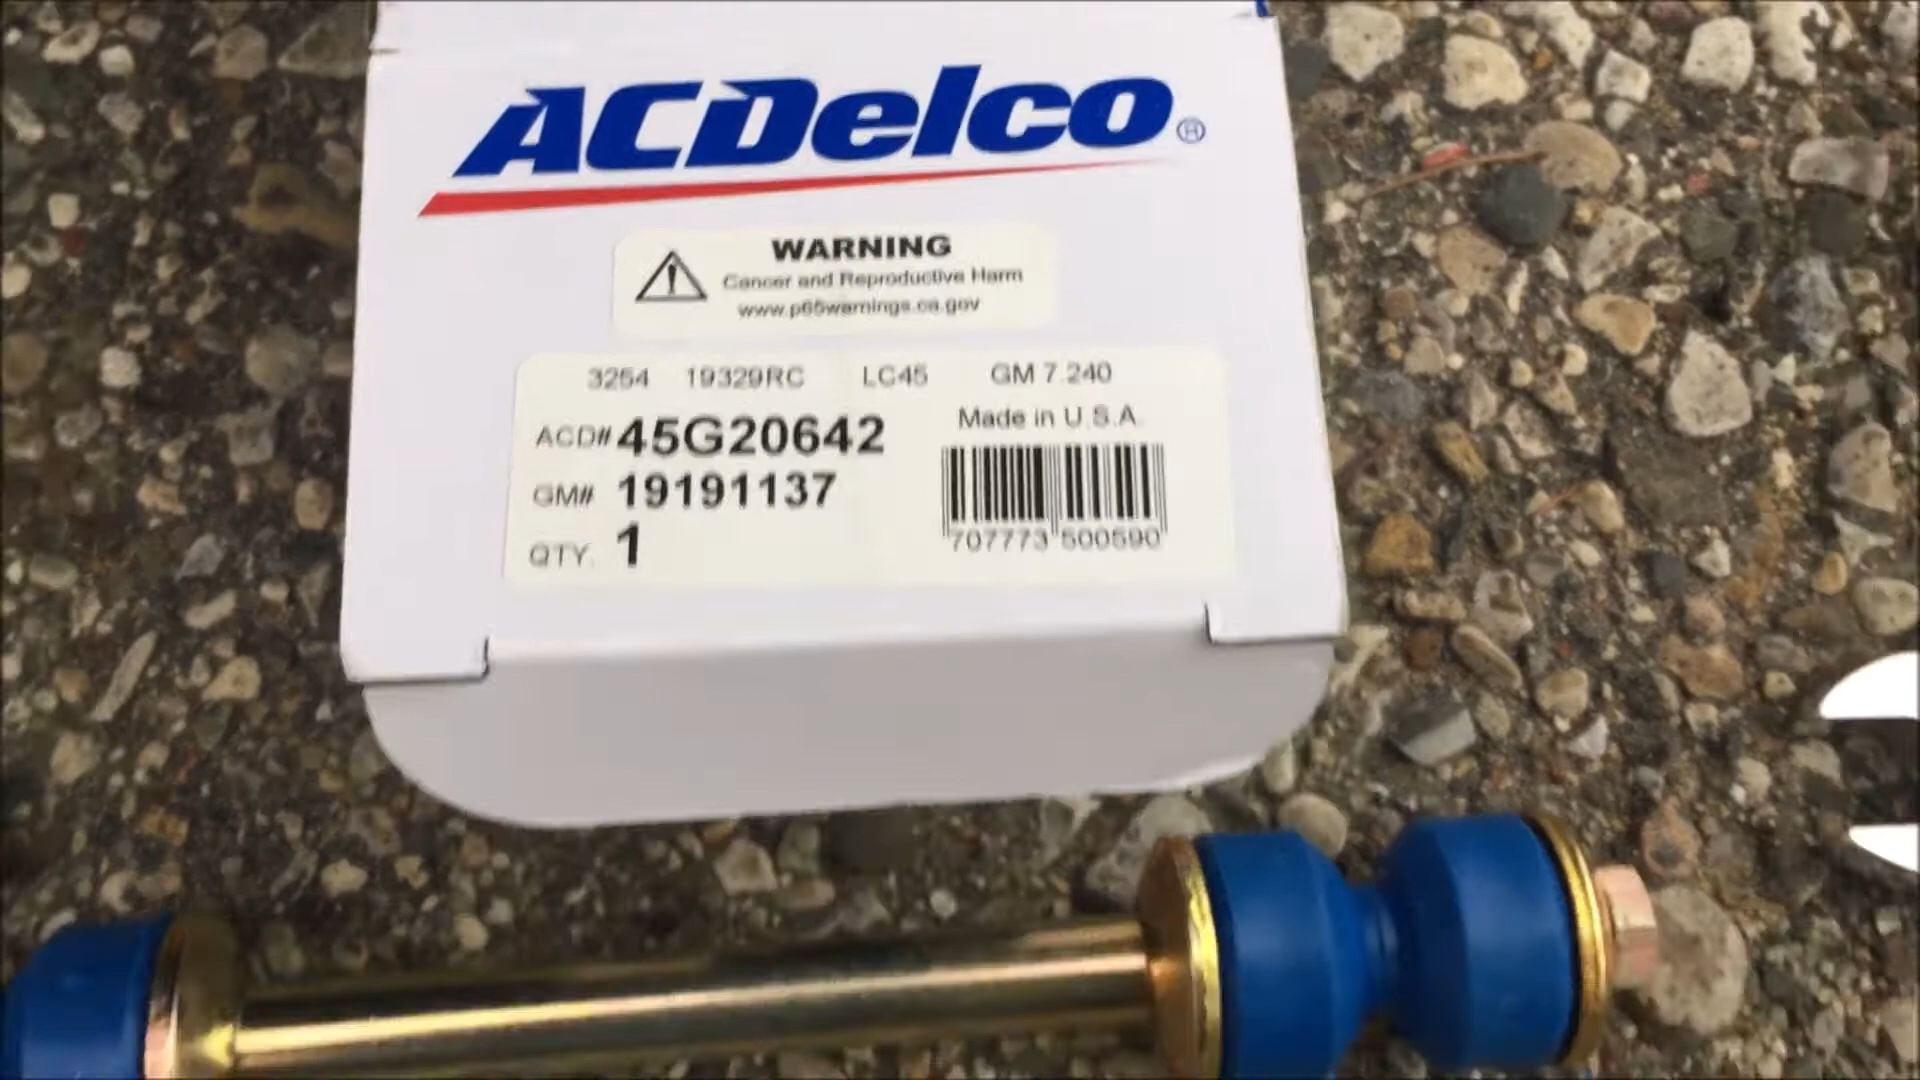 ACDelco®
WARNING
Cancer and Reproductive Harm
www.p65warnings.ca.gov
3254 19329RC LC45 GM 7.240
ACD# 45G20642
Made in U.S.A.
GM# 19191137
QTY. 1
707773 500590